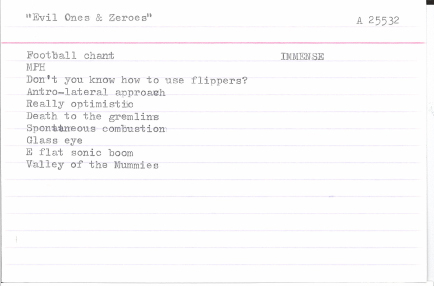 "Evil Ones & Zeroes"
A 25532
Football chant IMMENSE
MPH
Don't you know how to use flippers?
Antro-lateral approach
Really optimistic
Death to the gremlins
Spontaneous combustion
Glass eye
E flat sonic boom
Valley of the Mummies